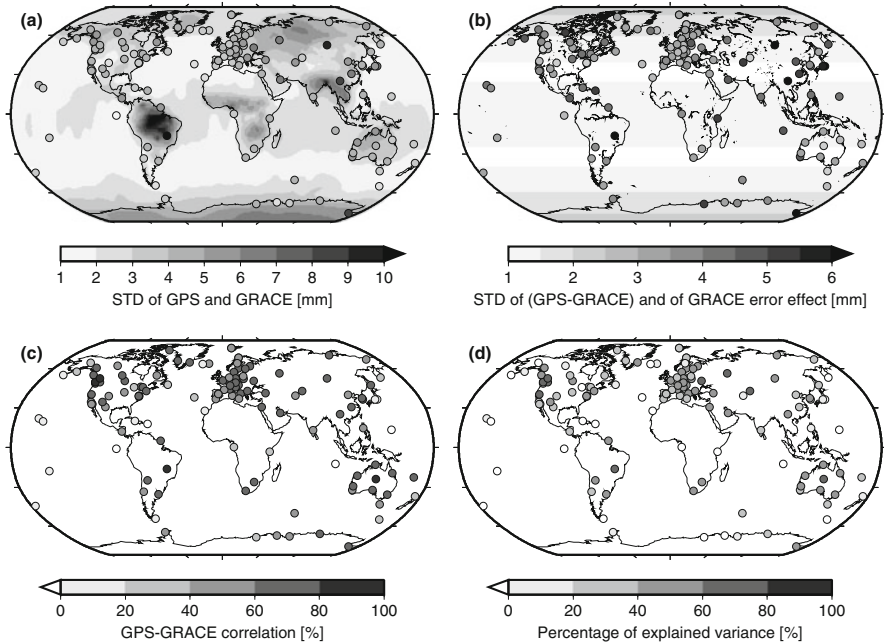 (a)
(b)
1 2 3 4 5 6 7 8 9 10
STD of GPS and GRACE [mm]
1 2 3 4 5 6
STD of (GPS-GRACE) and of GRACE error effect [mm]
(c)
(d)
0 20 40 60 80 100
GPS-GRACE correlation [%]
0 20 40 60 80 100
Percentage of explained variance [%]